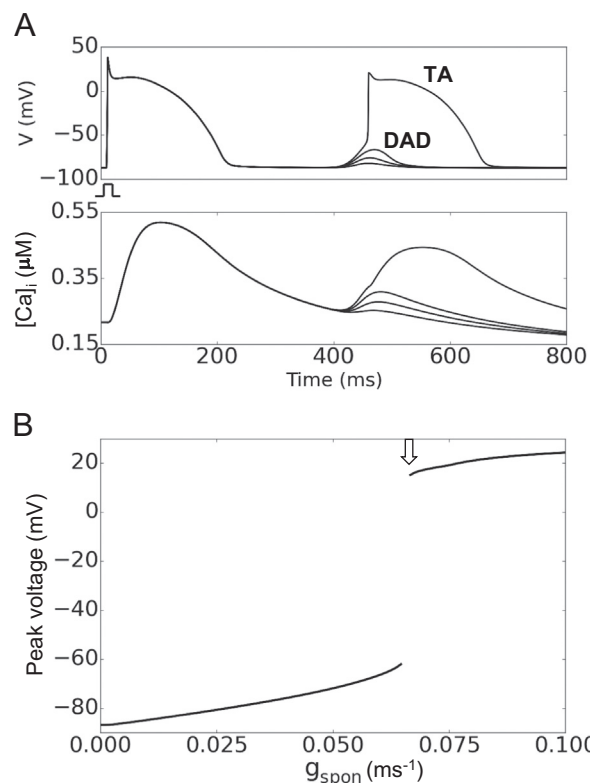 A
50
0
−50
−100
V (mV)
TA
DAD
0.55
0.35
0.15
[Ca]i (μM)
0 200 400 600 800
Time (ms)
B
20
0
−20
−40
−60
−80
Peak voltage (mV)
0.000 0.025 0.050 0.075 0.100
gspon (ms-1)